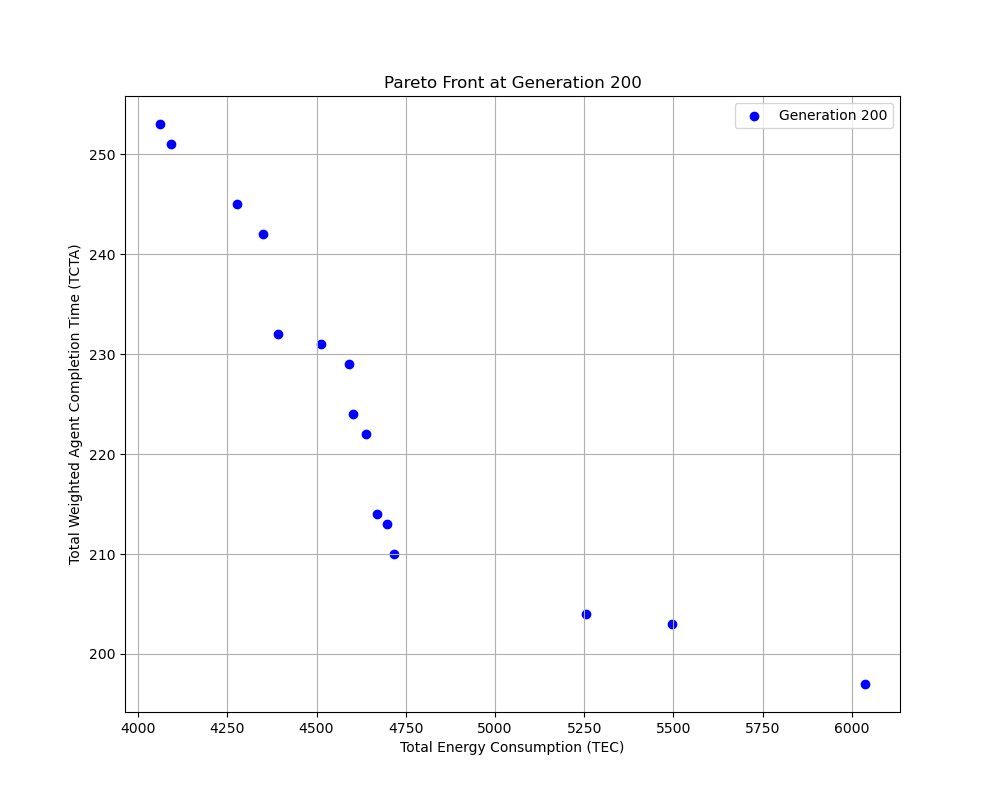 Pareto Front at Generation 200
Generation 200
250
240
230
220
210
200
Total Weighted Agent Completion Time (TCTA)
4000 4250 4500 4750 5000 5250 5500 5750 6000
Total Energy Consumption (TEC)